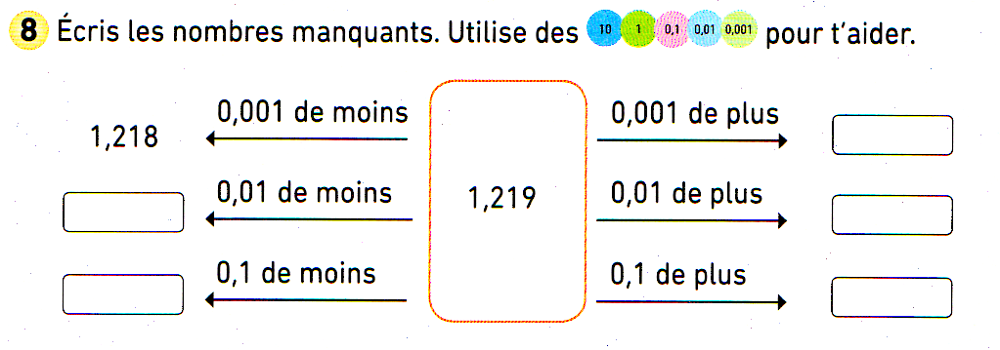 8 Écris les nombres manquants. Utilise des 10 1 0,1 0,01 0,001 pour t'aider.
0,001 de moins 0,001 de plus
1,218
0,01 de moins 1,219 0,01 de plus
0,1 de moins 0,1 de plus